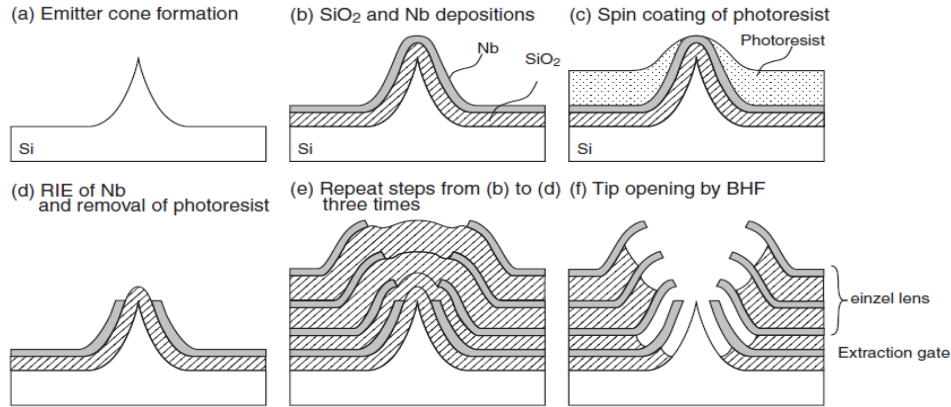 (a) Emitter cone formation
Si
(b) SiO₂ and Nb depositions
Nb
SiO₂
(c) Spin coating of photoresist
Photoresist
Si
(d) RIE of Nb
and removal of photoresist
(e) Repeat steps from (b) to (d)
three times
(f) Tip opening by BHF
einzel lens
Extraction gate